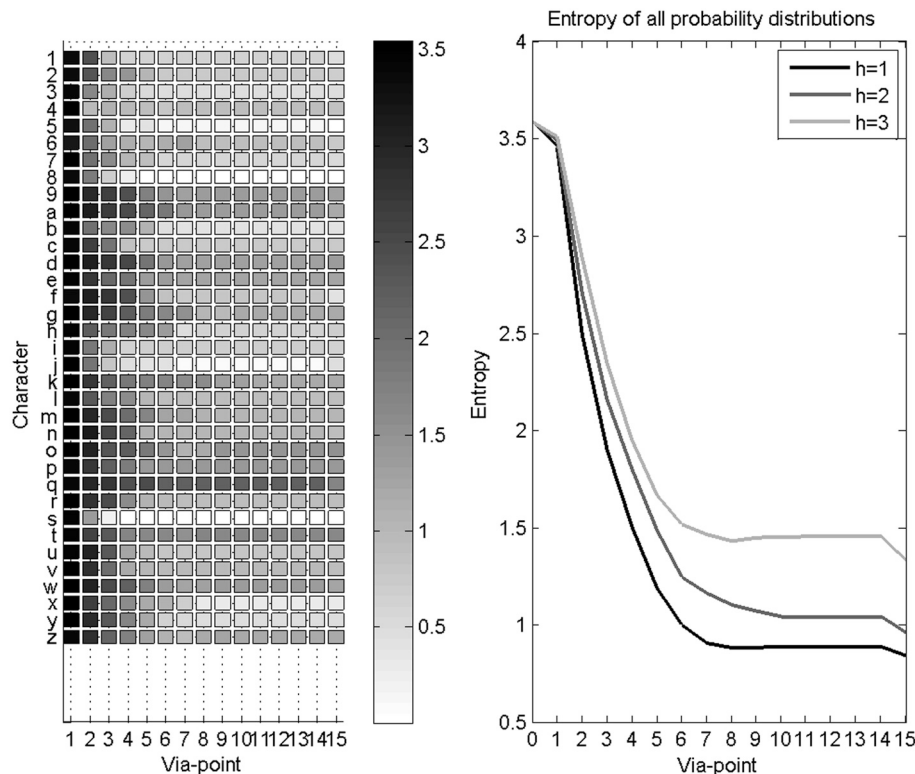 Character
1
2
3
4
5
6
7
8
9
a
b
c
d
e
f
g
h
i
j
k
l
m
n
o
p
q
r
s
t
u
v
w
x
y
z
1 2 3 4 5 6 7 8 9 10 11 12 13 14 15
Via-point
3.5
3
2.5
2
1.5
1
0.5
Entropy of all probability distributions
h=1
h=2
h=3
Entropy
4
3.5
3
2.5
2
1.5
1
0.5
0 1 2 3 4 5 6 7 8 9 10 11 12 13 14 15
Via-point